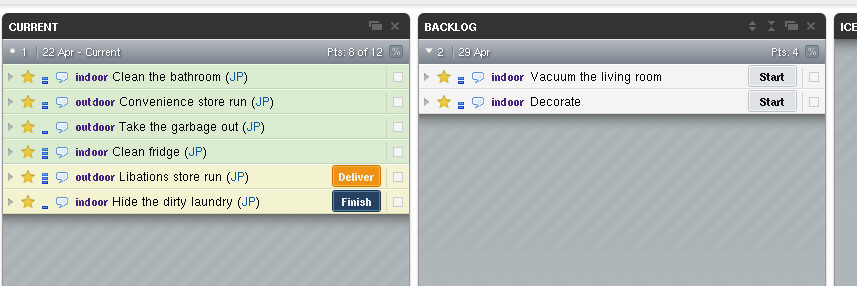 CURRENT
1 22 Apr - Current Pts: 8 of 12 %
indoor Clean the bathroom (JP)
outdoor Convenience store run (JP)
outdoor Take the garbage out (JP)
indoor Clean fridge (JP)
outdoor Libations store run (JP) Deliver
indoor Hide the dirty laundry (JP) Finish
BACKLOG
2 29 Apr Pts: 4 %
indoor Vacuum the living room Start
indoor Decorate Start
ICE